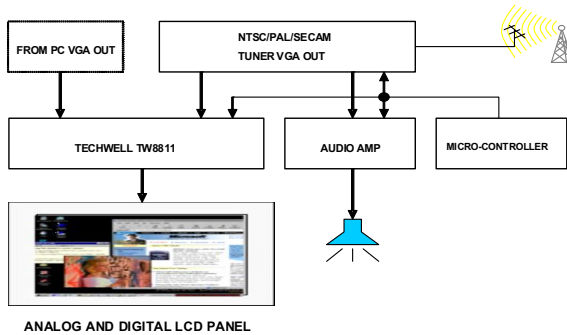 FROM PC VGA OUT
NTSC/PAL/SECAM
TUNER VGA OUT
TECHWELL TW8811
AUDIO AMP
MICRO-CONTROLLER
ANALOG AND DIGITAL LCD PANEL